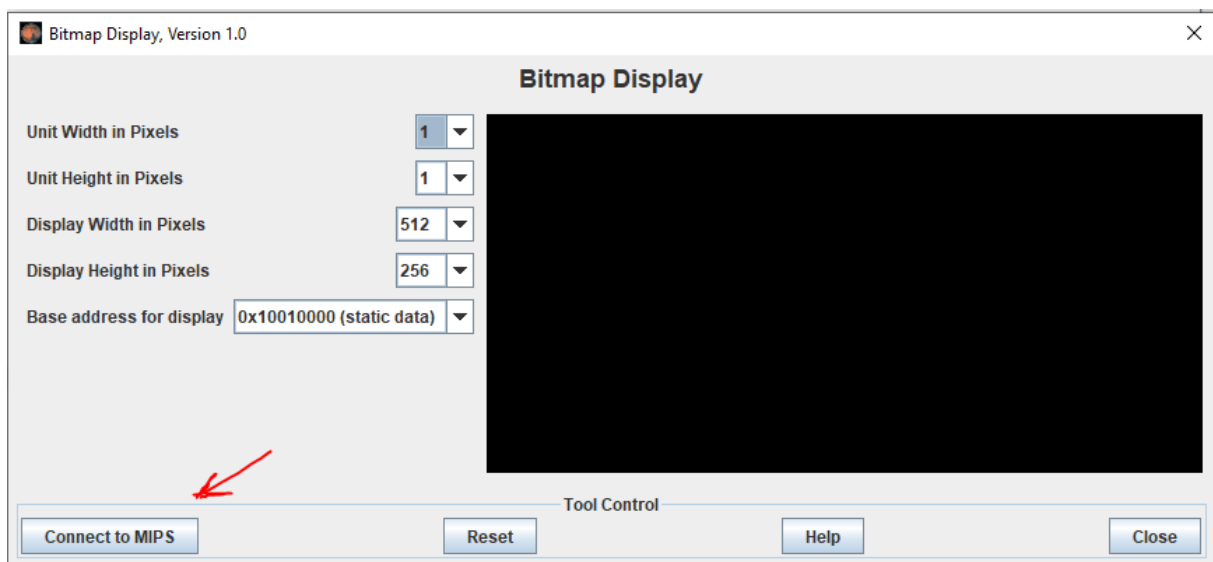 Bitmap Display, Version 1.0
Bitmap Display
Unit Width in Pixels 1
Unit Height in Pixels 1
Display Width in Pixels 512
Display Height in Pixels 256
Base address for display 0x10010000 (static data)
Tool Control
Connect to MIPS Reset Help Close